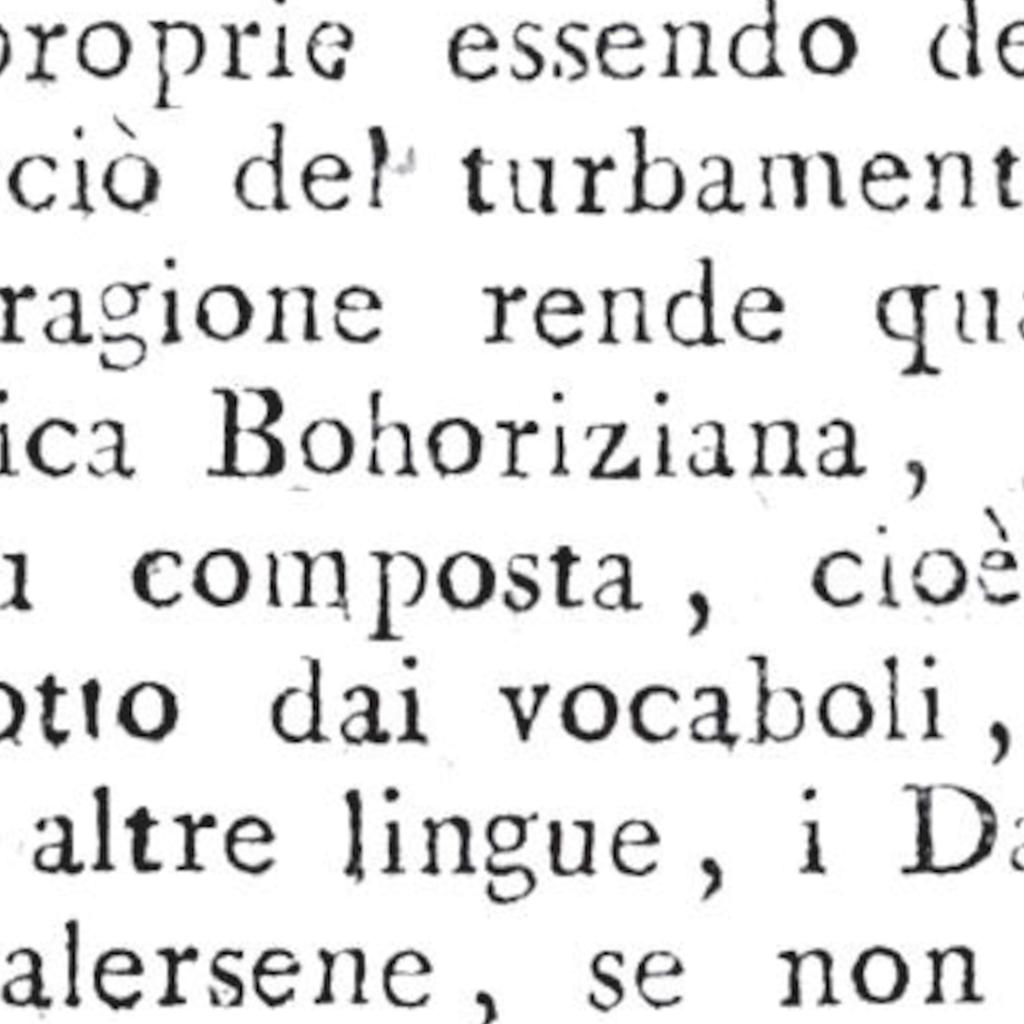 proprie essendo de
ciò del turbament
ragione rende qua
ica Bohoriziana ,
u composta , cioè
otto dai vocaboli ,
altre lingue , i Da
alersene , se non